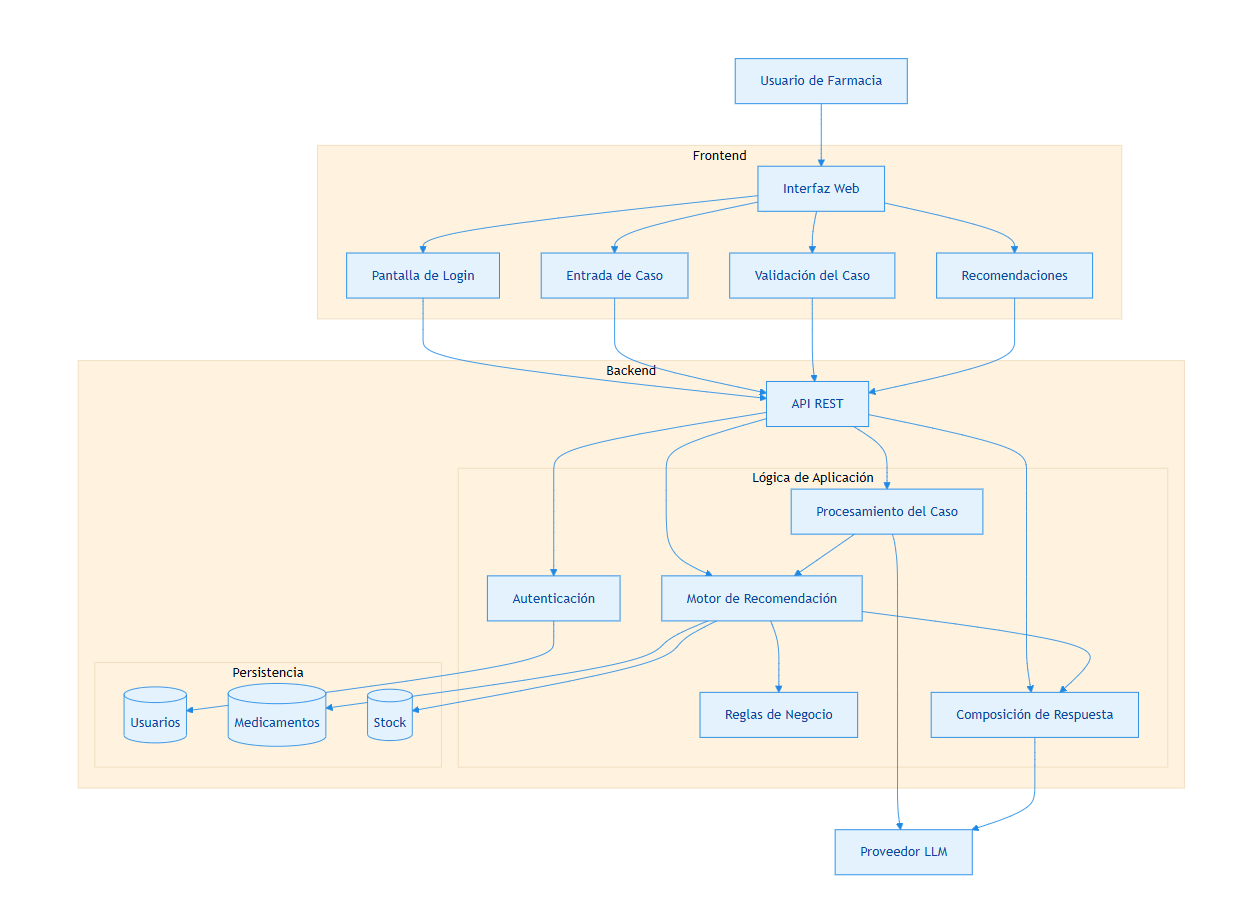 Usuario de Farmacia
Frontend
Interfaz Web
Pantalla de Login
Entrada de Caso
Validación del Caso
Recomendaciones
Backend
API REST
Lógica de Aplicación
Procesamiento del Caso
Autenticación
Motor de Recomendación
Persistencia
Usuarios
Medicamentos
Stock
Reglas de Negocio
Composición de Respuesta
Proveedor LLM